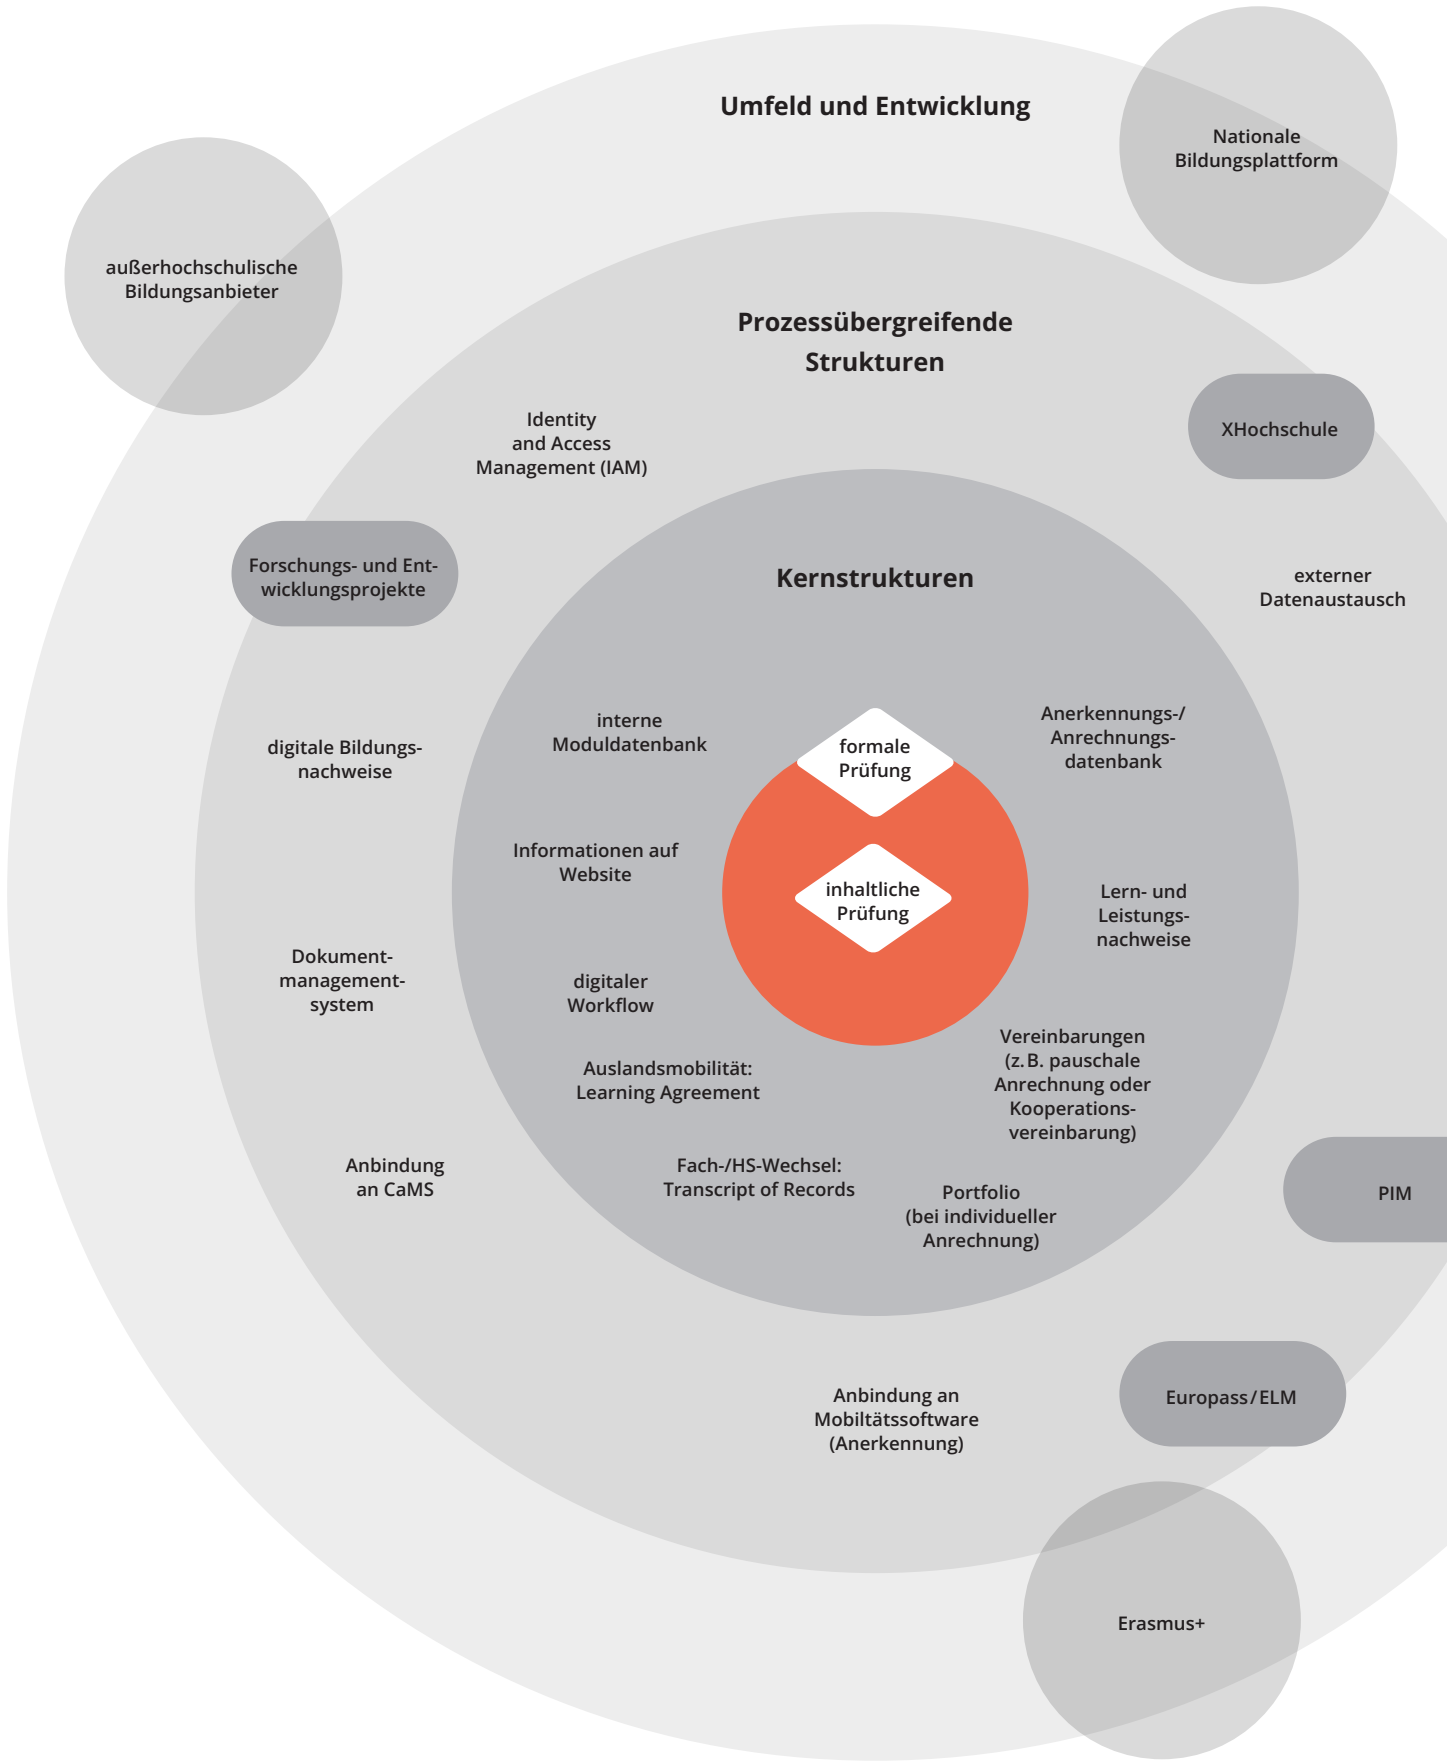 Umfeld und Entwicklung
Nationale
Bildungsplattform
außerhochschulische
Bildungsanbieter
Prozessübergreifende
Strukturen
Identity
and Access
Management (IAM)
XHochschule
Forschungs- und Ent-
wicklungsprojekte
externer
Datenaustausch
Kernstrukturen
digitale Bildungs-
nachweise
interne
Moduldatenbank
formale
Prüfung
Anerkennungs-/
Anrechnungs-
datenbank
Informationen auf
Website
inhaltliche
Prüfung
Lern- und
Leistungs-
nachweise
Dokument-
management-
system
digitaler
Workflow
Auslandsmobilität:
Learning Agreement
Vereinbarungen
(z. B. pauschale
Anrechnung oder
Kooperations-
vereinbarung)
Anbindung
an CaMS
Fach-/HS-Wechsel:
Transcript of Records
Portfolio
(bei individueller
Anrechnung)
PIM
Anbindung an
Mobiltätssoftware
(Anerkennung)
Europass / ELM
Erasmus+